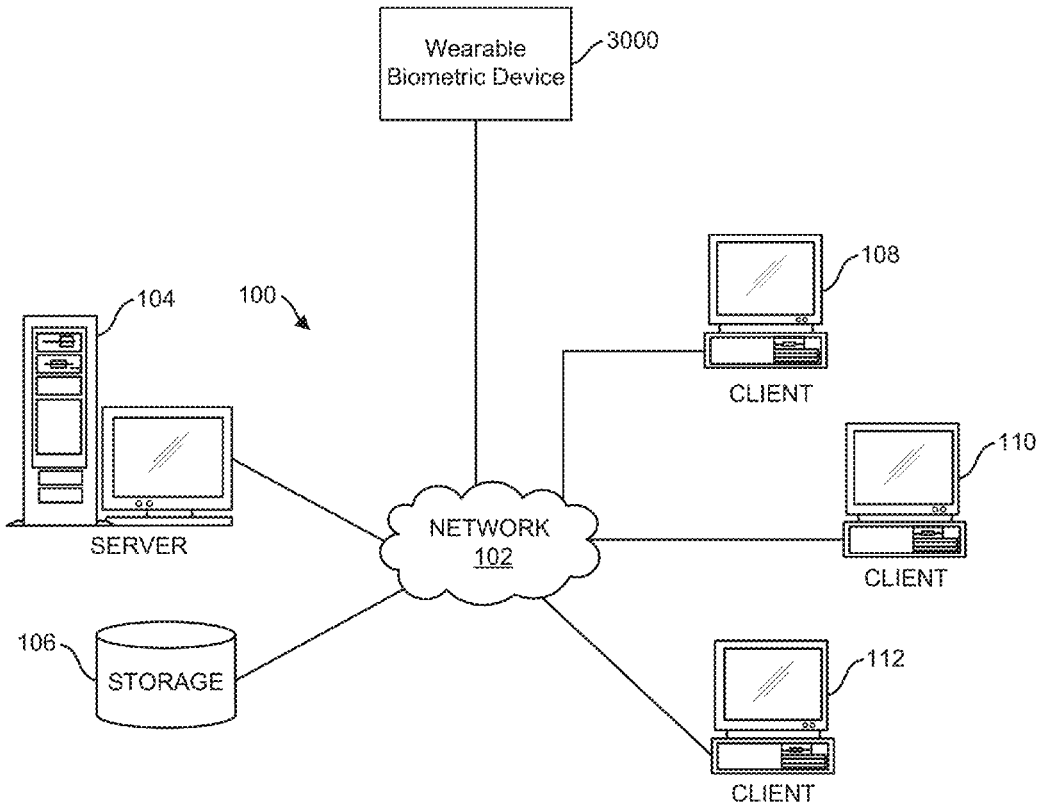 Wearable
Biometric Device
3000
108
CLIENT
104
100
SERVER
110
CLIENT
NETWORK
102
106
STORAGE
112
CLIENT